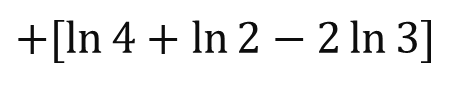 +[ln 4 + ln 2 − 2 ln 3]